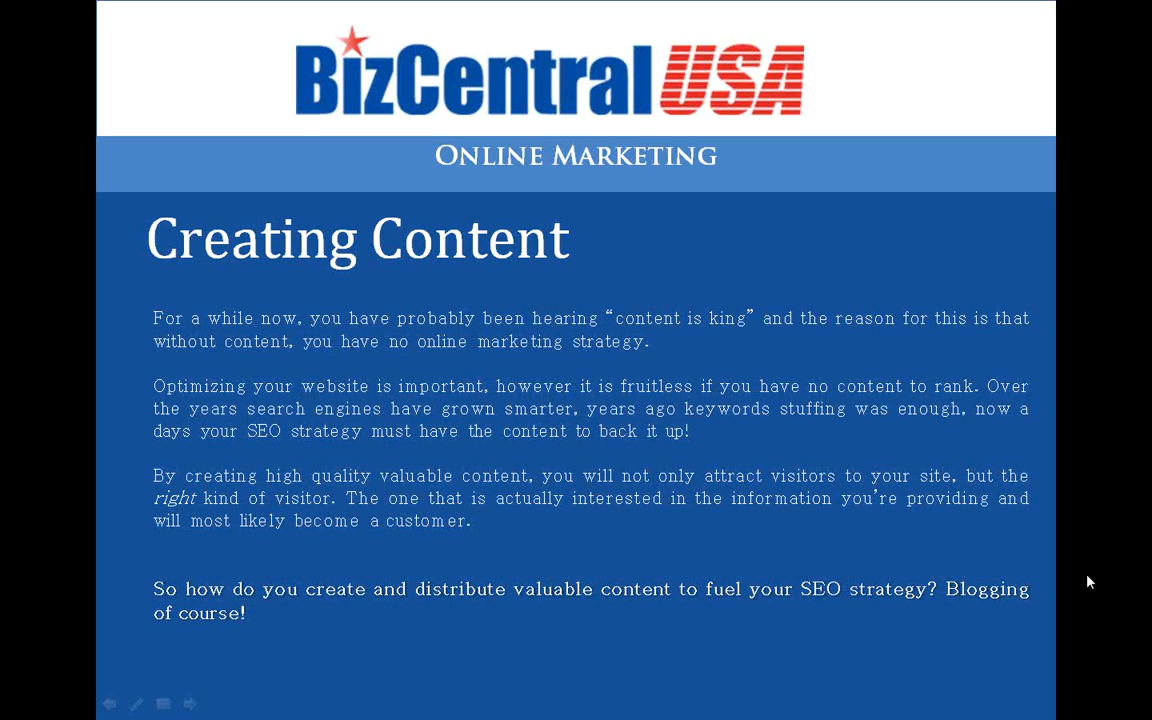 BizCentral USA
Online Marketing
Creating Content
For a while now, you have probably been hearing “content is king” and the reason for this is that
without content, you have no online marketing strategy.
Optimizing your website is important, however it is fruitless if you have no content to rank. Over
the years search engines have grown smarter, years ago keywords stuffing was enough, now a
days your SEO strategy must have the content to back it up!
By creating high quality valuable content, you will not only attract visitors to your site, but the
right kind of visitor. The one that is actually interested in the information you’re providing and
will most likely become a customer.
So how do you create and distribute valuable content to fuel your SEO strategy? Blogging
of course!